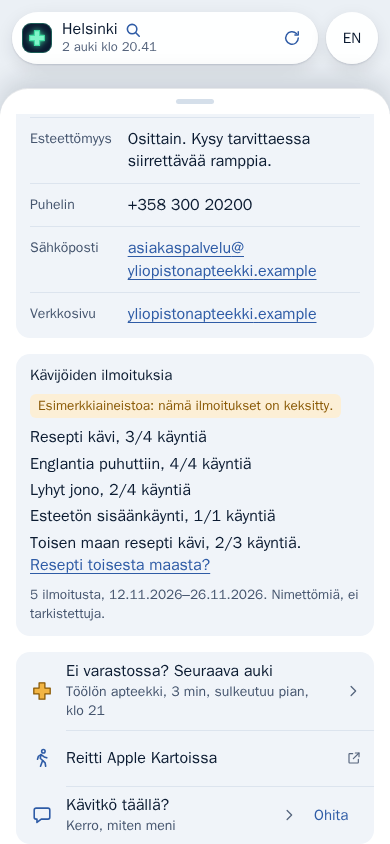 Helsinki
2 auki klo 20.41
EN
Esteettömyys
Osittain. Kysy tarvittaessa
siirrettävää ramppia.
Puhelin
+358 300 20200
Sähköposti
asiakaspalvelu@
yliopistonapteekki.example
Verkkosivu
yliopistonapteekki.example
Kävijöiden ilmoituksia
Esimerkkiaineistoa: nämä ilmoitukset on keksitty.
Resepti kävi, 3/4 käyntiä
Englantia puhuttiin, 4/4 käyntiä
Lyhyt jono, 2/4 käyntiä
Esteetön sisäänkäynti, 1/1 käyntiä
Toisen maan resepti kävi, 2/3 käyntiä.
Resepti toisesta maasta?
5 ilmoitusta, 12.11.2026–26.11.2026. Nimettömiä, ei
tarkistettuja.
Ei varastossa? Seuraava auki
Töölön apteekki, 3 min, sulkeutuu pian,
klo 21
Reitti Apple Kartoissa
Kävitkö täällä?
Kerro, miten meni
Ohita